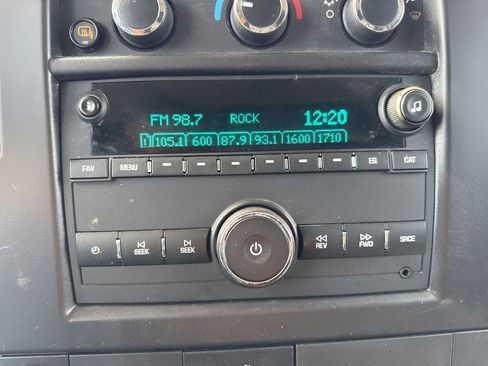 FM 98.7 ROCK 12:20
1 105.1 600 87.9 93.1 1600 1710
FAV MENU EQ CAT
SEEK SEEK REV FWD SRCE